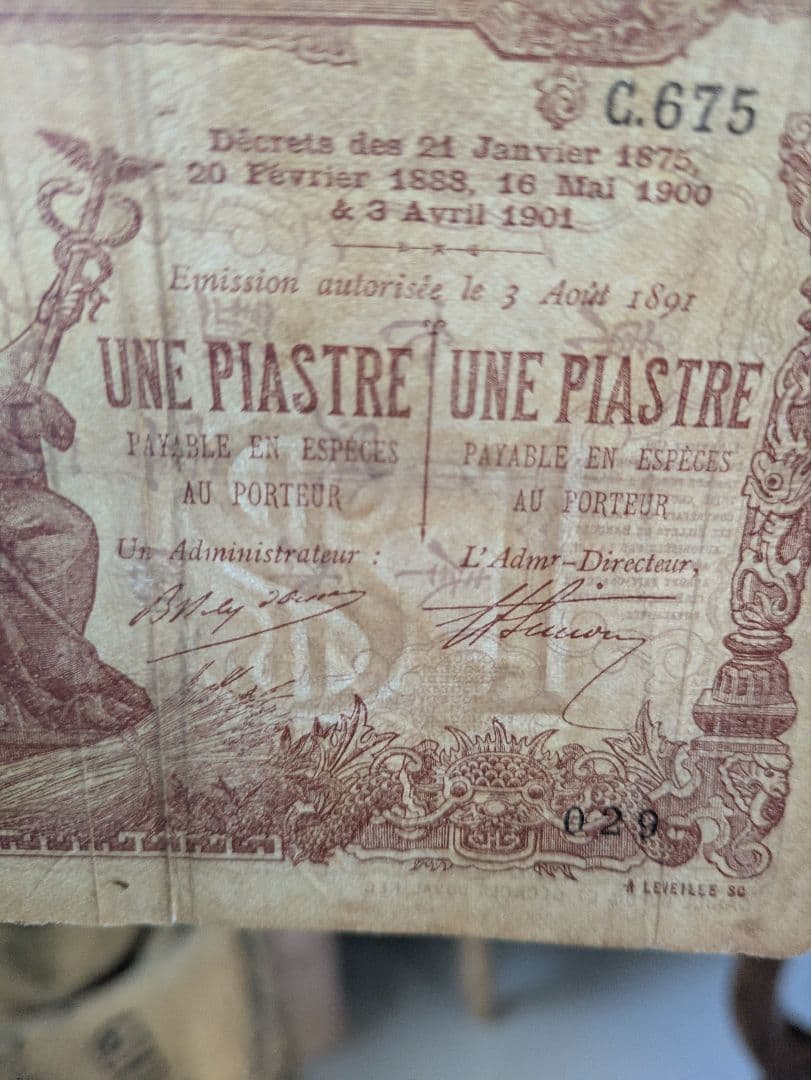 C.675
Décrets des 21 Janvier 1875,
20 Février 1888, 16 Mai 1900
& 3 Avril 1901
Emission autorisée le 3 Août 1891
UNE PIASTRE UNE PIASTRE
PAYABLE EN ESPÈCES PAYABLE EN ESPÈCES
AU PORTEUR AU PORTEUR
Un Administrateur : L'Admr-Directeur,
$1
029
A LEVEILLE SC